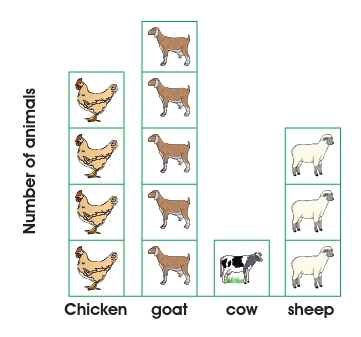 Number of animals
Chicken
goat
cow
sheep